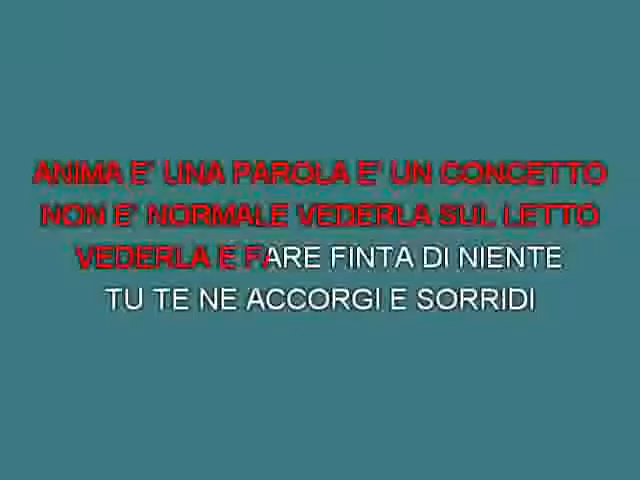 ANIMA E' UNA PAROLA E' UN CONCETTO
NON E' NORMALE VEDERLA SUL LETTO
VEDERLA E FARE FINTA DI NIENTE
TU TE NE ACCORGI E SORRIDI